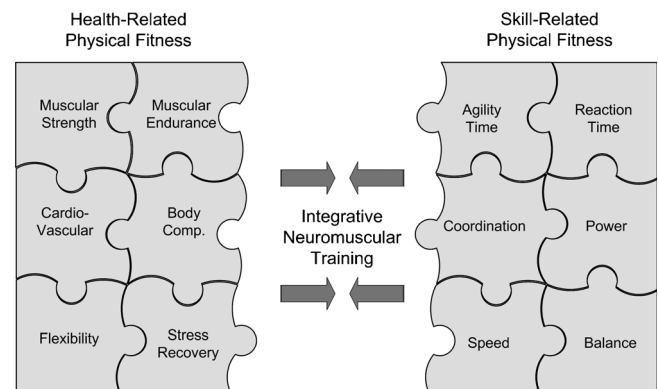 Health-Related
Physical Fitness
Skill-Related
Physical Fitness
Muscular
Strength
Muscular
Endurance
Agility
Time
Reaction
Time
Cardio-
Vascular
Body
Comp.
Integrative
Neuromuscular
Training
Coordination
Power
Flexibility
Stress
Recovery
Speed
Balance